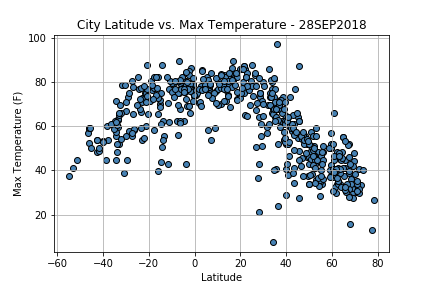 City Latitude vs. Max Temperature - 28SEP2018
100
80
60
40
20
Max Temperature (F)
−60 −40 −20 0 20 40 60 80
Latitude